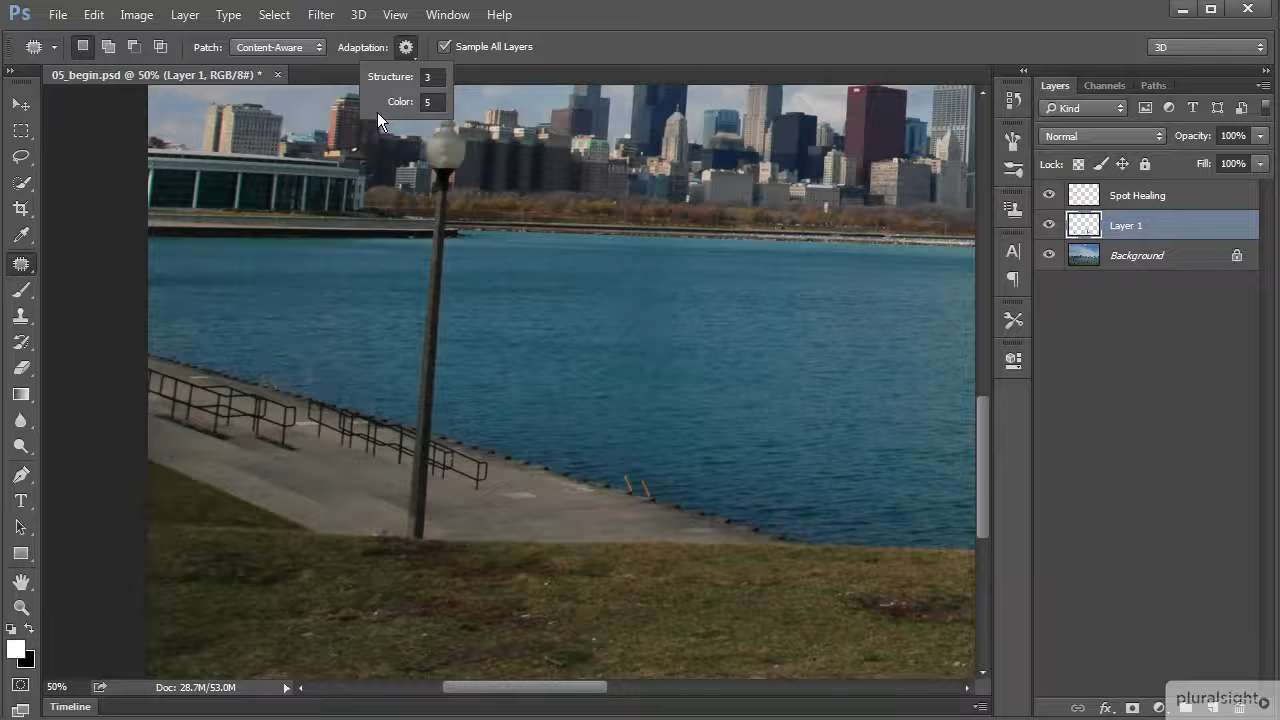 Ps File Edit Image Layer Type Select Filter 3D View Window Help
Patch: Content-Aware Adaptation: Sample All Layers 3D
05_begin.psd @ 50% (Layer 1, RGB/8#) *
Structure: 3
Color: 5
Layers Channels Paths
Kind
Normal Opacity: 100%
Lock: Fill: 100%
Spot Healing
Layer 1
Background
50% Doc: 28.7M/53.0M
Timeline
pluralsight